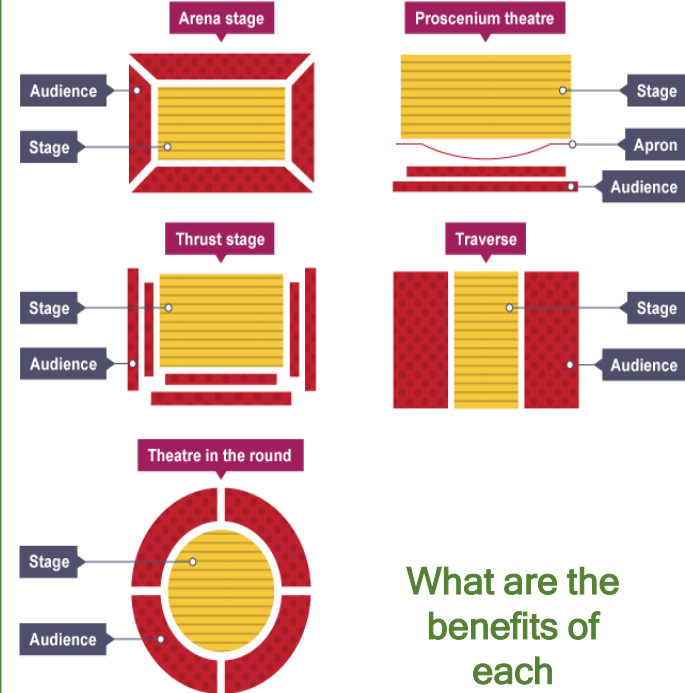 Arena stage
Audience
Stage
Proscenium theatre
Stage
Apron
Audience
Thrust stage
Stage
Audience
Traverse
Stage
Audience
Theatre in the round
Stage
Audience
What are the
benefits of
each